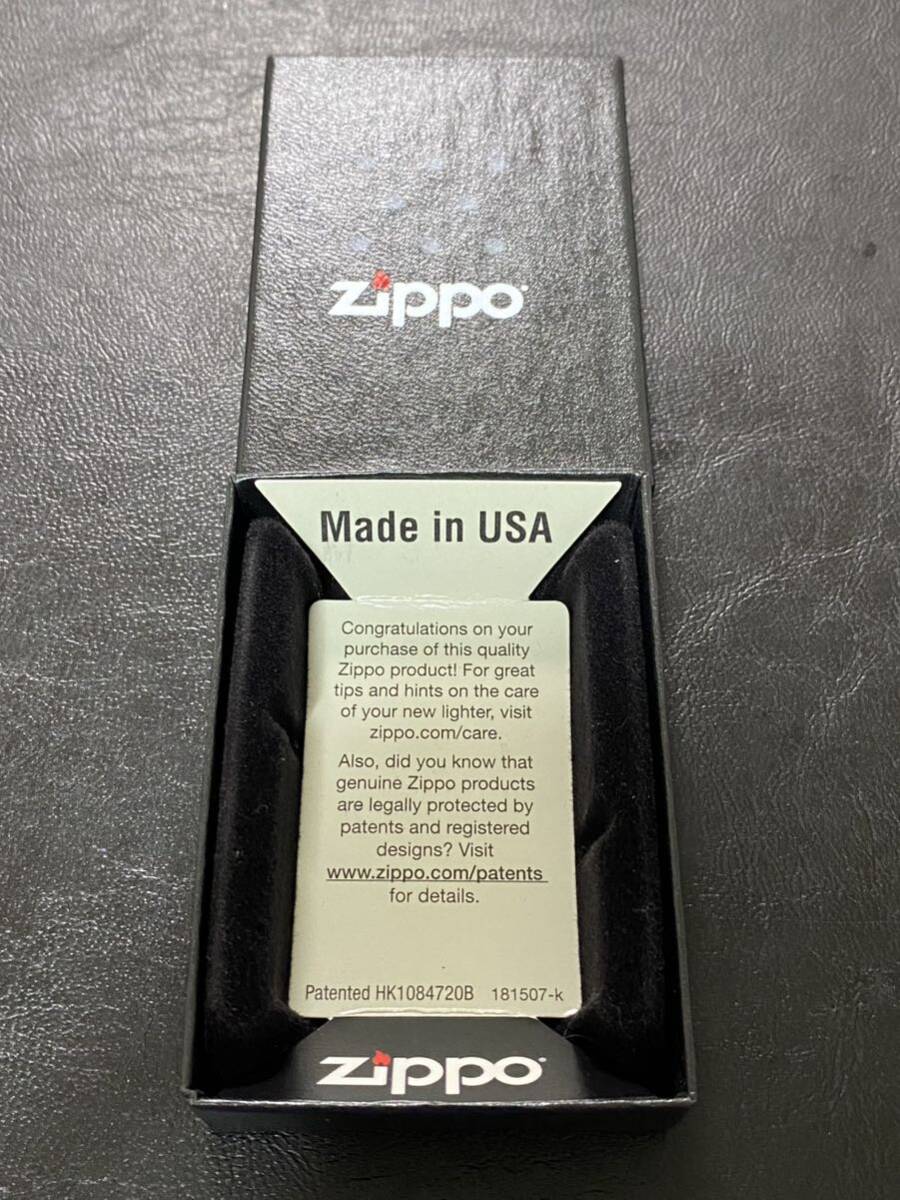 Zippo
Made in USA
Congratulations on your
purchase of this quality
Zippo product! For great
tips and hints on the care
of your new lighter, visit
zippo.com/care.
Also, did you know that
genuine Zippo products
are legally protected by
patents and registered
designs? Visit
www.zippo.com/patents
for details.
Patented HK1084720B 181507-k
Zippo